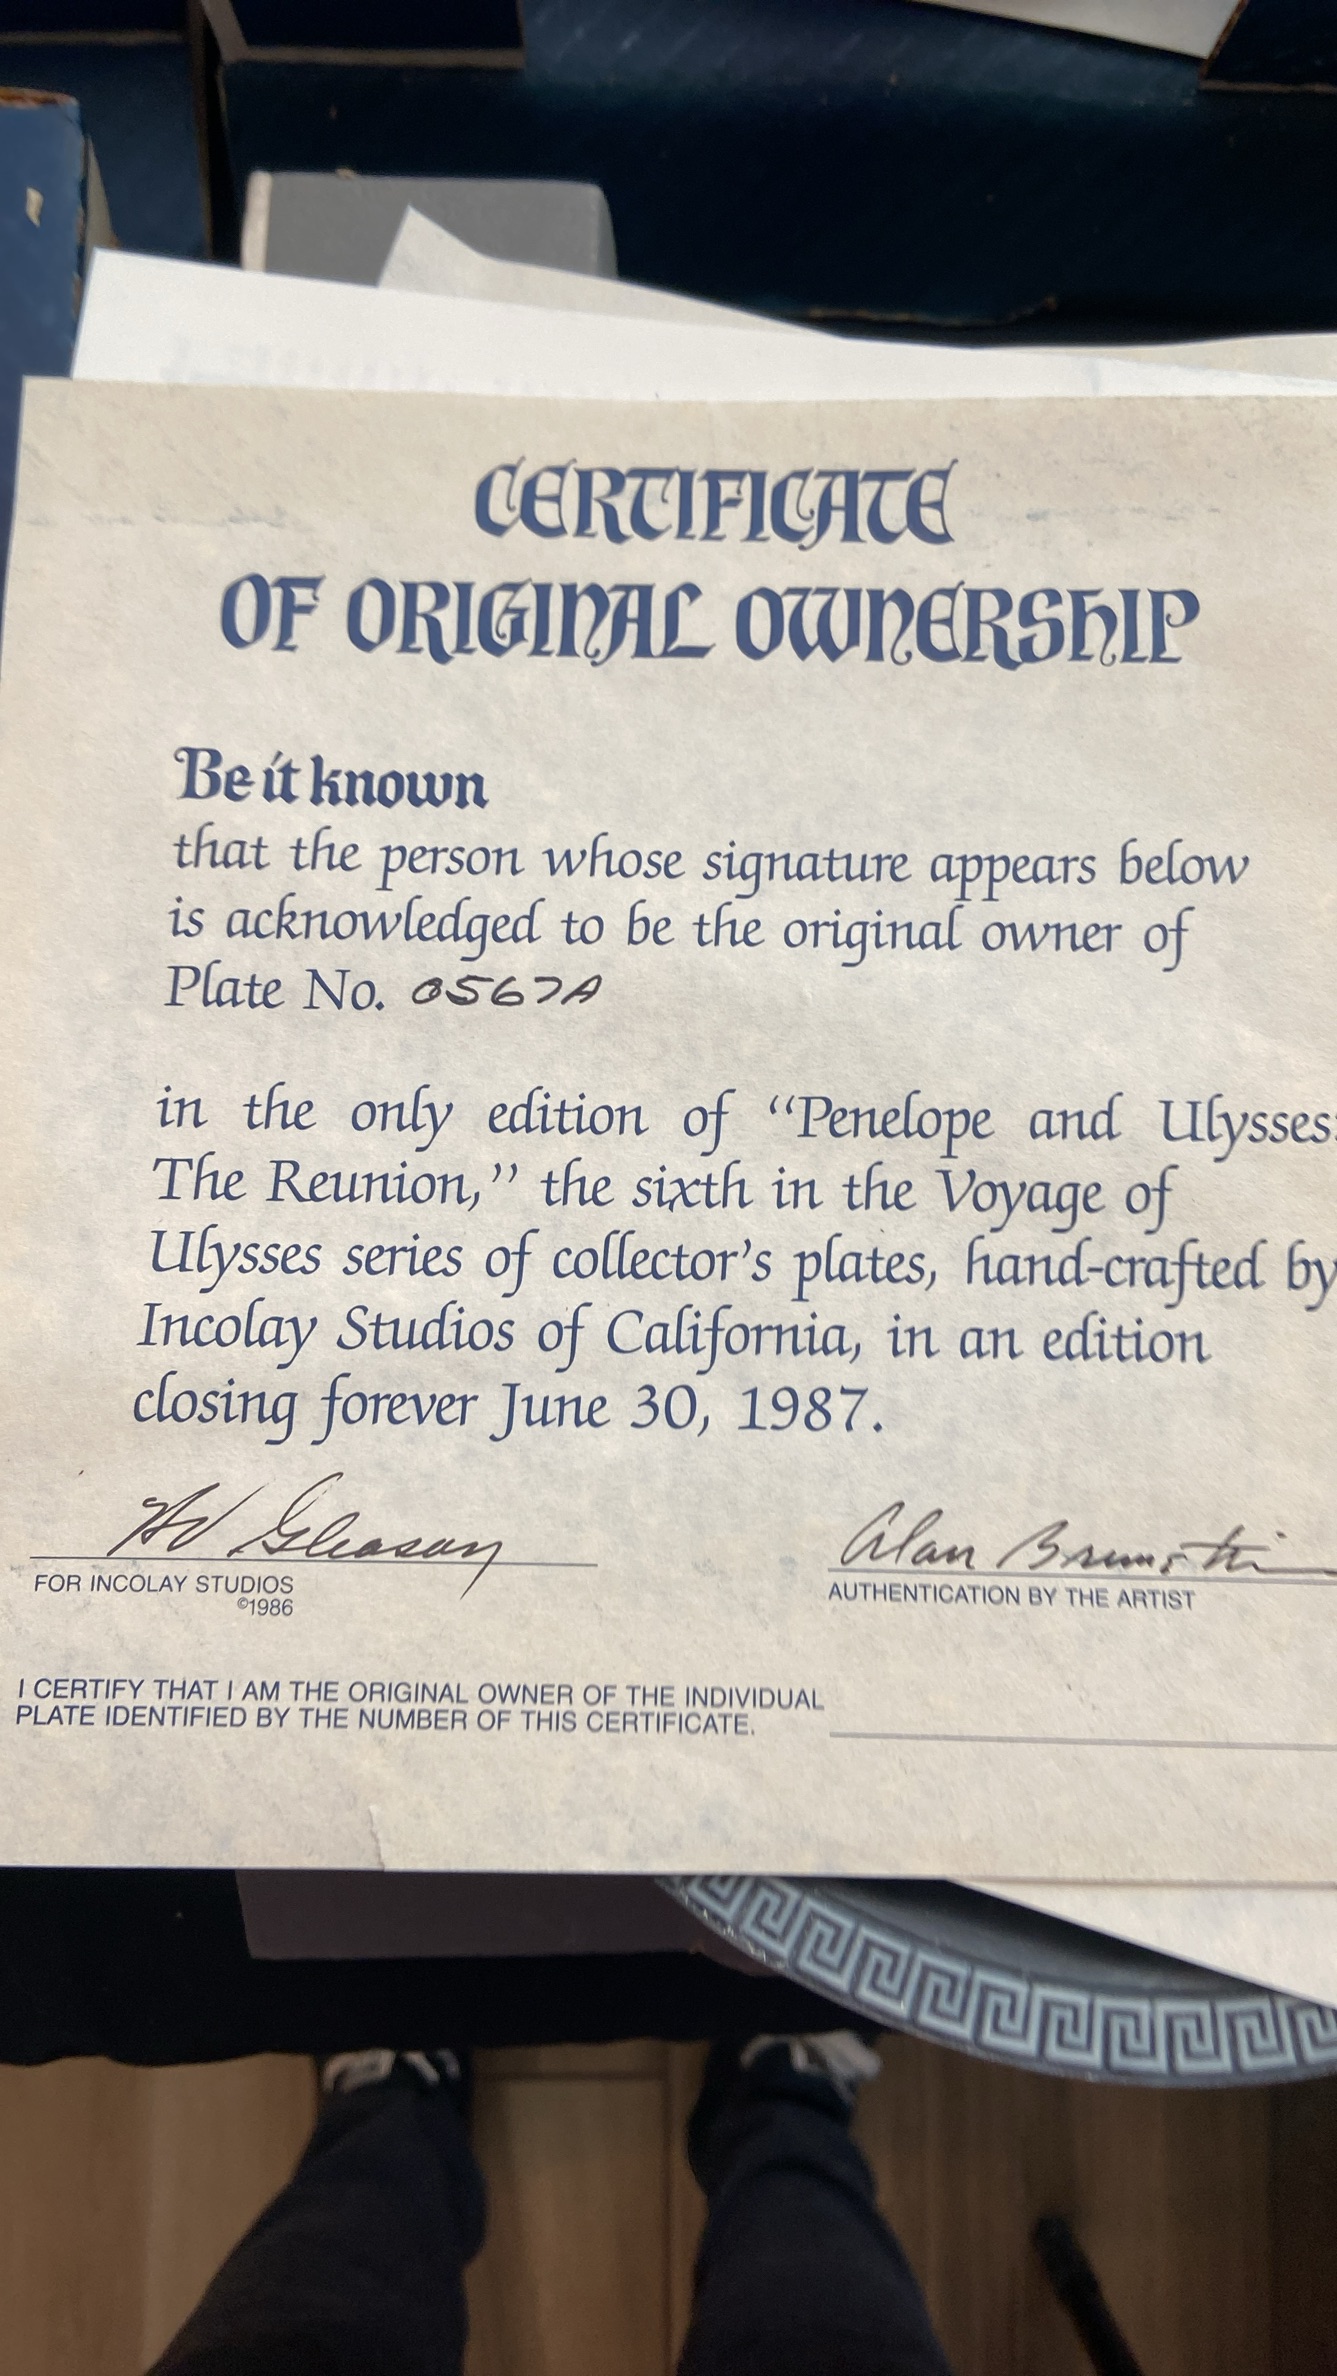 CERTIFICATE
OF ORIGINAL OWNERSHIP
Be it known
that the person whose signature appears below
is acknowledged to be the original owner of
Plate No. 0567A
in the only edition of “Penelope and Ulysses:
The Reunion,” the sixth in the Voyage of
Ulysses series of collector’s plates, hand-crafted by
Incolay Studios of California, in an edition
closing forever June 30, 1987.
Gleason
Alan
FOR INCOLAY STUDIOS
©1986
AUTHENTICATION BY THE ARTIST
I CERTIFY THAT I AM THE ORIGINAL OWNER OF THE INDIVIDUAL
PLATE IDENTIFIED BY THE NUMBER OF THIS CERTIFICATE.